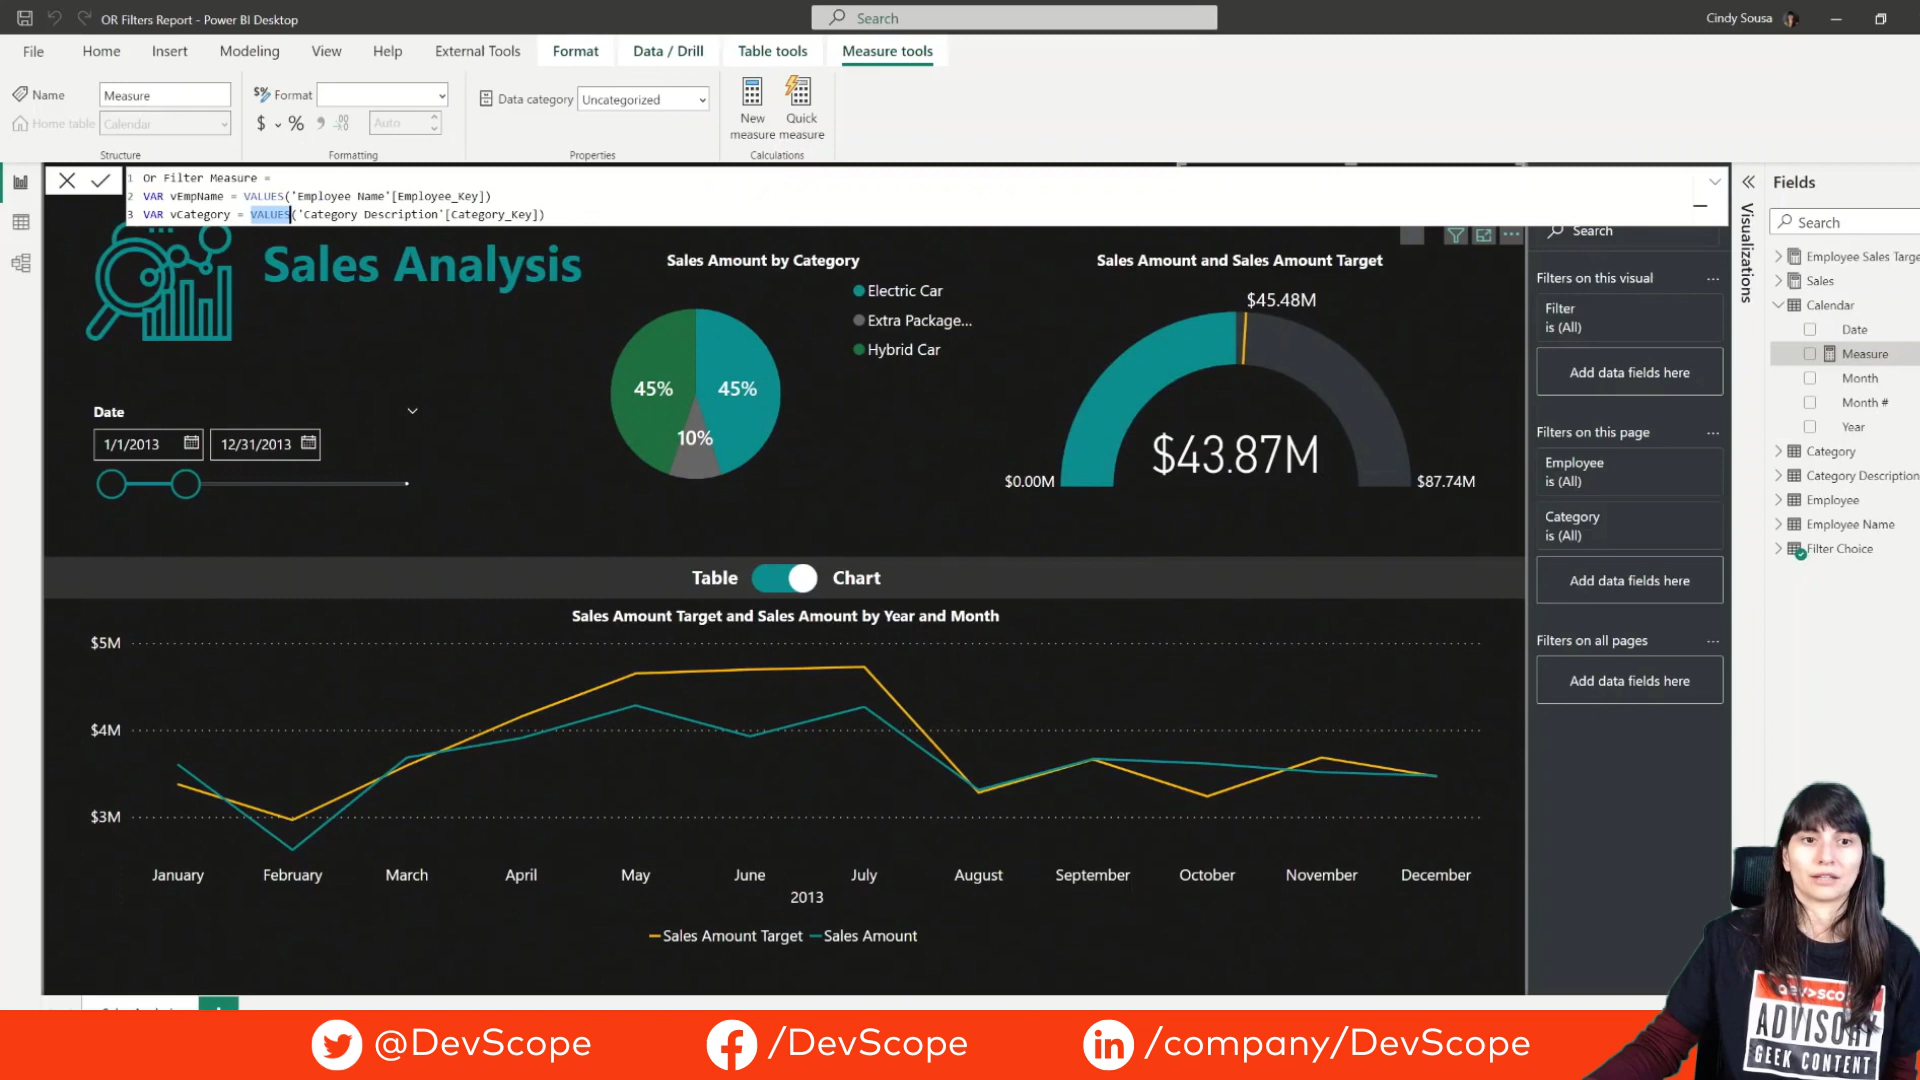 OR Filters Report - Power BI Desktop
Search
Cindy Sousa
File Home Insert Modeling View Help External Tools Format Data / Drill Table tools Measure tools
Name Measure
Home table Calendar
Structure
$% Format
$ % Auto
Formatting
Data category Uncategorized
Properties
New measure
Quick measure
Calculations
1 Or Filter Measure =
2 VAR vEmpName = VALUES('Employee Name'[Employee_Key])
3 VAR vCategory = VALUES('Category Description'[Category_Key])
Sales Analysis
Date
1/1/2013 12/31/2013
Sales Amount by Category
Electric Car
Extra Package...
Hybrid Car
45% 45%
10%
Sales Amount and Sales Amount Target
$45.48M
$43.87M
$0.00M $87.74M
Table Chart
Sales Amount Target and Sales Amount by Year and Month
$5M
$4M
$3M
January February March April May June July August September October November December
2013
Sales Amount Target Sales Amount
Search
Filters on this visual ...
Filter
is (All)
Add data fields here
Filters on this page ...
Employee
is (All)
Category
is (All)
Add data fields here
Filters on all pages ...
Add data fields here
Visualizations
Fields
Search
Employee Sales Targe
Sales
Calendar
Date
Measure
Month
Month #
Year
Category
Category Description
Employee
Employee Name
Filter Choice
@DevScope /DevScope /company/DevScope
dev>sco
ADVISORY
GEEK CONTENT